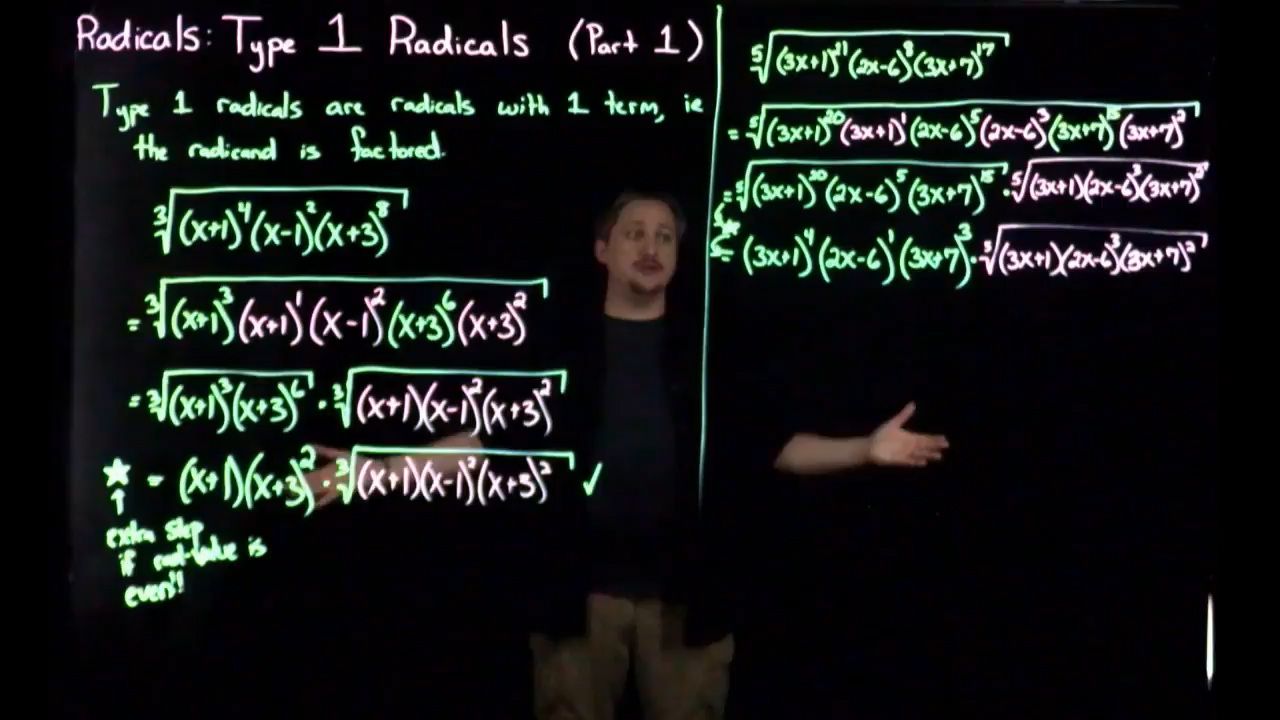 Radicals: Type 1 Radicals (Part 1)
Type 1 radicals are radicals with 1 term, ie
the radicand is factored.
∛((x+1)⁴(x-1)²(x+3)⁸)
= ∛((x+1)³(x+1)¹(x-1)²(x+3)⁶(x+3)²)
= ∛((x+1)³(x+3)⁶) · ∛((x+1)(x-1)²(x+3)²)
★ = (x+1)(x+3)² · ∛((x+1)(x-1)²(x+3)²) ✓
↑
extra step
if root-value is
even!!
⁵√((3x+1)²¹(2x-6)⁸(3x+7)¹⁷)
= ⁵√((3x+1)²⁰(3x+1)¹(2x-6)⁵(2x-6)³(3x+7)¹⁵(3x+7)²)
= ⁵√((3x+1)²⁰(2x-6)⁵(3x+7)¹⁵) · ⁵√((3x+1)(2x-6)³(3x+7)²)
★ = (3x+1)⁴(2x-6)¹(3x+7)³ · ⁵√((3x+1)(2x-6)³(3x+7)²)